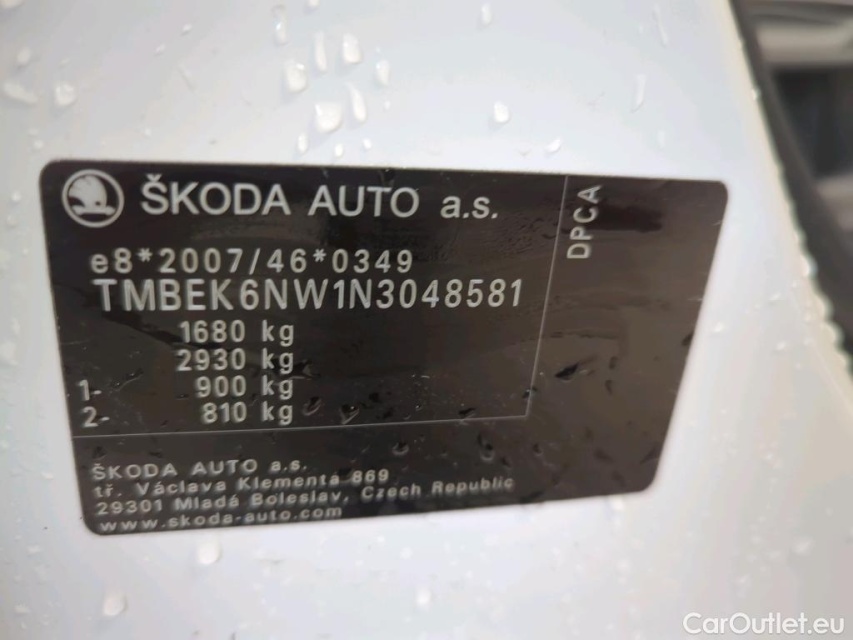 ŠKODA AUTO a.s.
DPCA
e8*2007/46*0349
TMBEK6NW1N3048581
1680 kg
2930 kg
1- 900 kg
2- 810 kg
ŠKODA AUTO a.s.
tř. Václava Klementa 869
29301 Mladá Boleslav, Czech Republic
www.skoda-auto.com
CarOutlet.eu